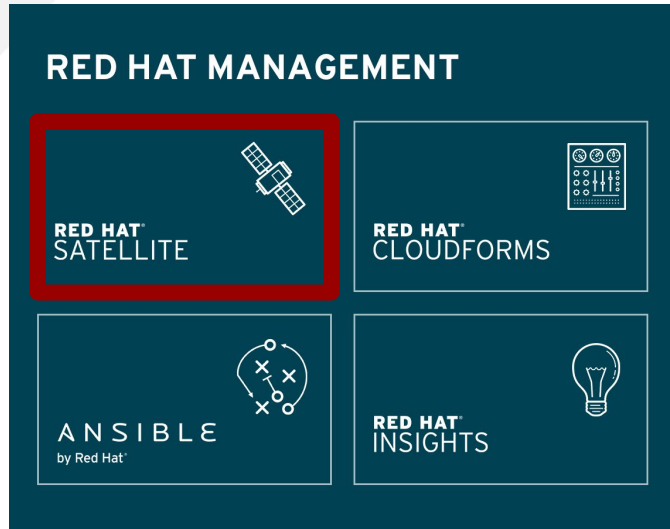 RED HAT MANAGEMENT
RED HAT®
SATELLITE
RED HAT®
CLOUDFORMS
ANSIBLE
by Red Hat®
RED HAT®
INSIGHTS